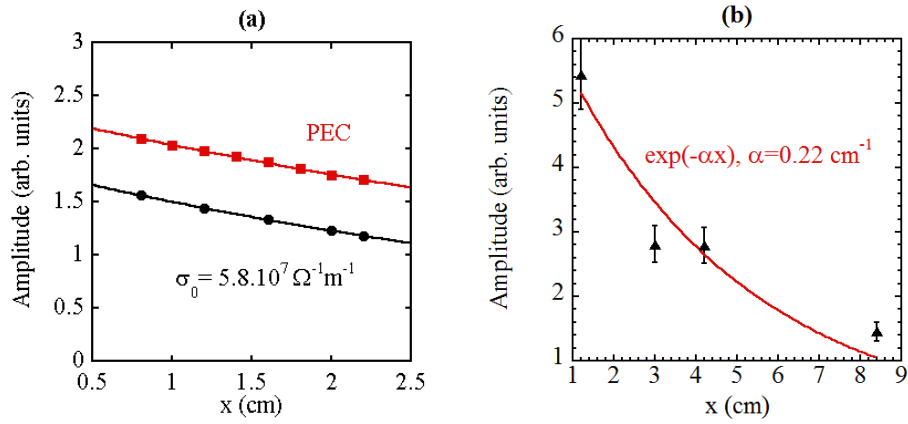 (a)
3
2.5
2
1.5
1
0.5
0
0.5 1 1.5 2 2.5
x (cm)
Amplitude (arb. units)
PEC
σ₀= 5.8.10⁷ Ω⁻¹m⁻¹
(b)
6
5
4
3
2
1
1 2 3 4 5 6 7 8 9
x (cm)
Amplitude (arb. units)
exp(-αx), α=0.22 cm⁻¹